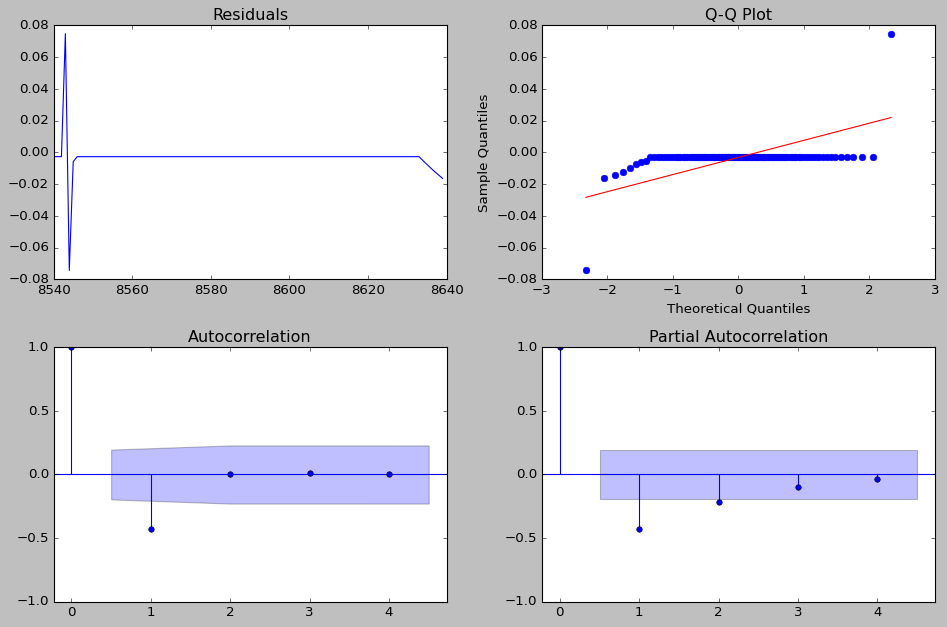 Residuals
0.08
0.06
0.04
0.02
0.00
−0.02
−0.04
−0.06
−0.08
8540 8560 8580 8600 8620 8640
Q-Q Plot
Sample Quantiles
0.08
0.06
0.04
0.02
0.00
−0.02
−0.04
−0.06
−0.08
−3 −2 −1 0 1 2 3
Theoretical Quantiles
Autocorrelation
1.0
0.5
0.0
−0.5
−1.0
0 1 2 3 4
Partial Autocorrelation
1.0
0.5
0.0
−0.5
−1.0
0 1 2 3 4